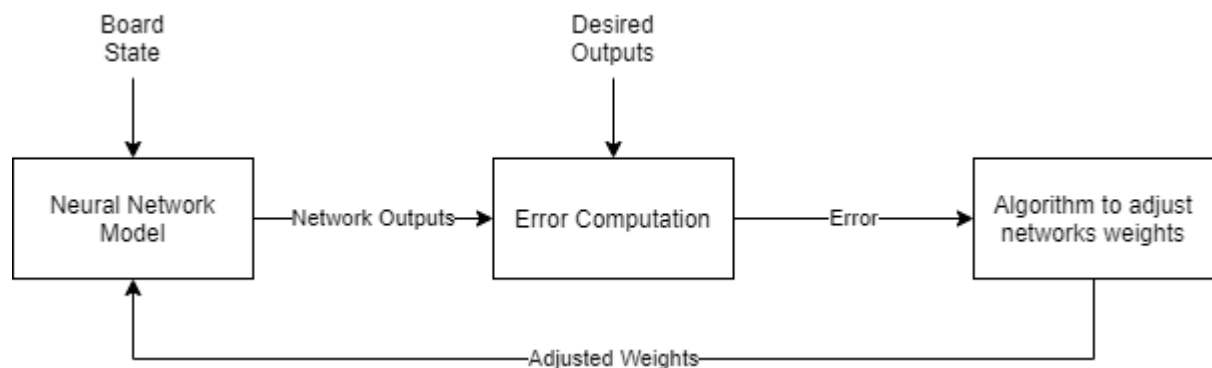 Board
State
Desired
Outputs
Neural Network
Model
Network Outputs
Error Computation
Error
Algorithm to adjust
networks weights
Adjusted Weights